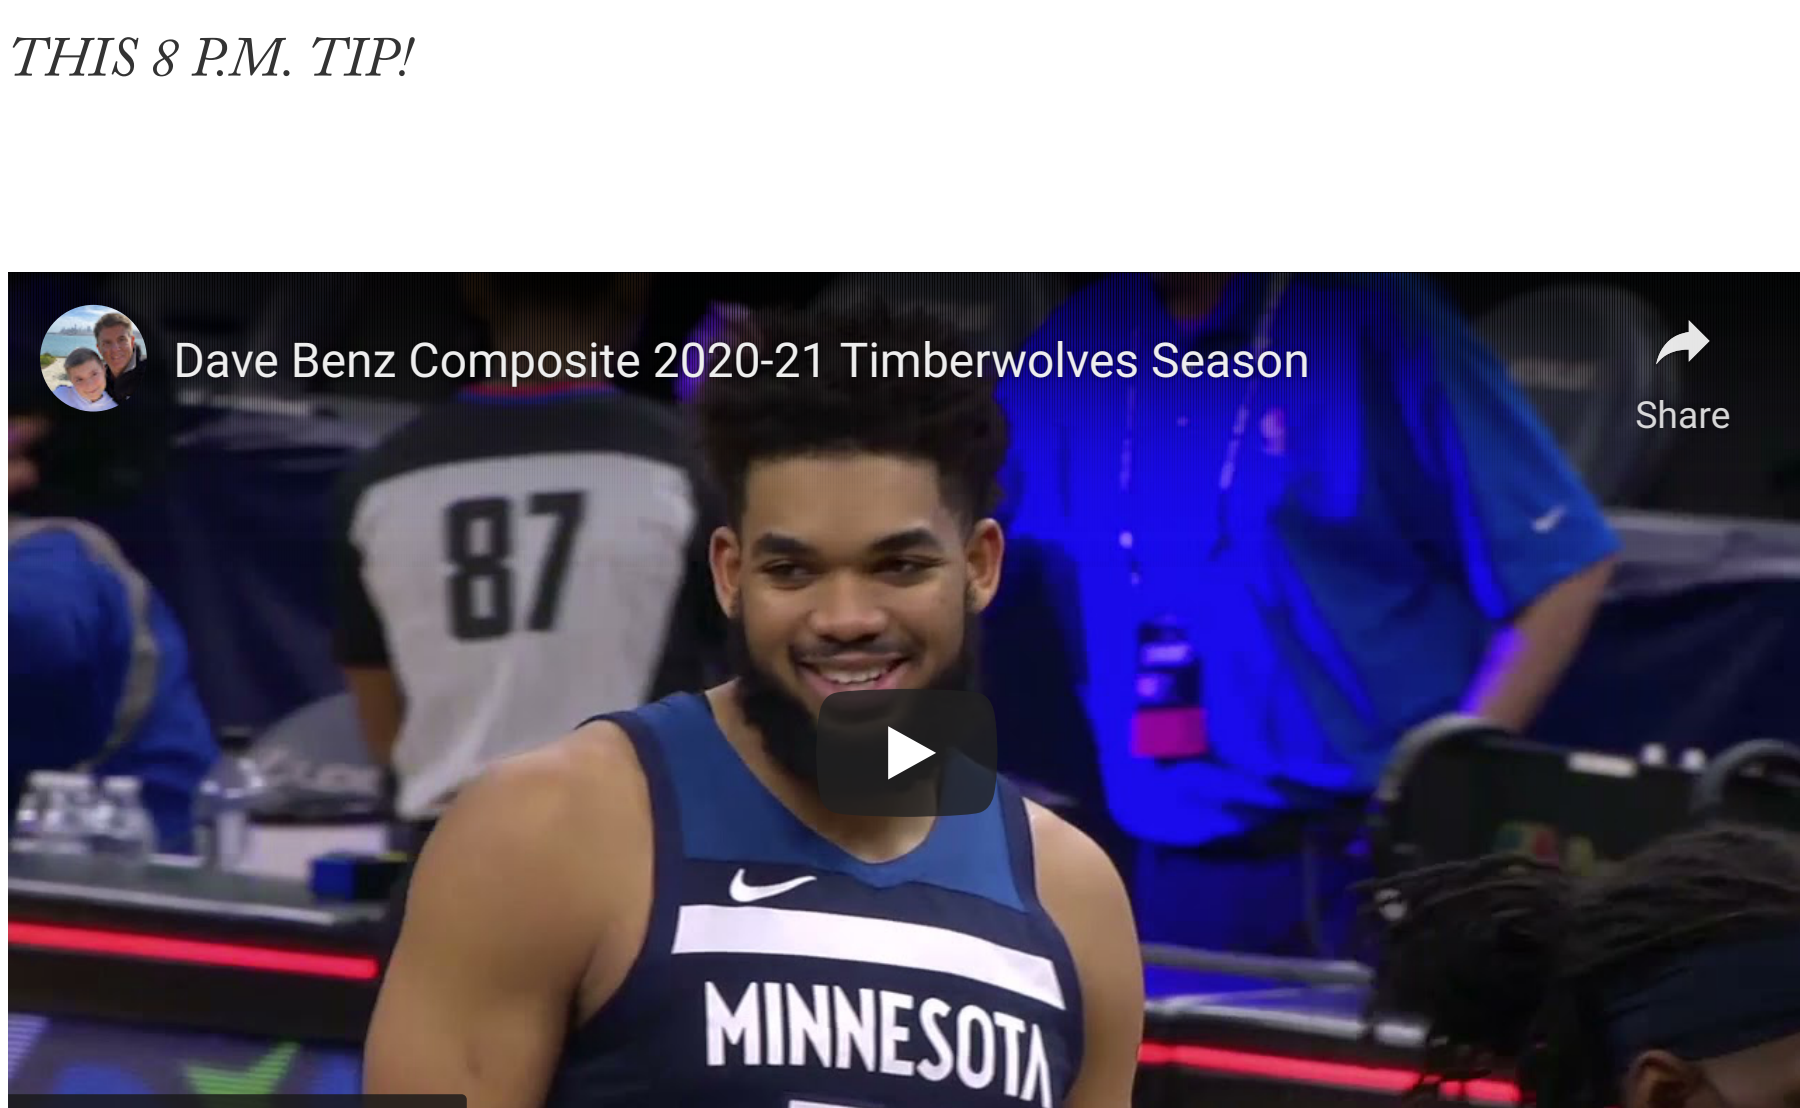 THIS 8 P.M. TIP!
Dave Benz Composite 2020-21 Timberwolves Season
Share
87
MINNESOTA